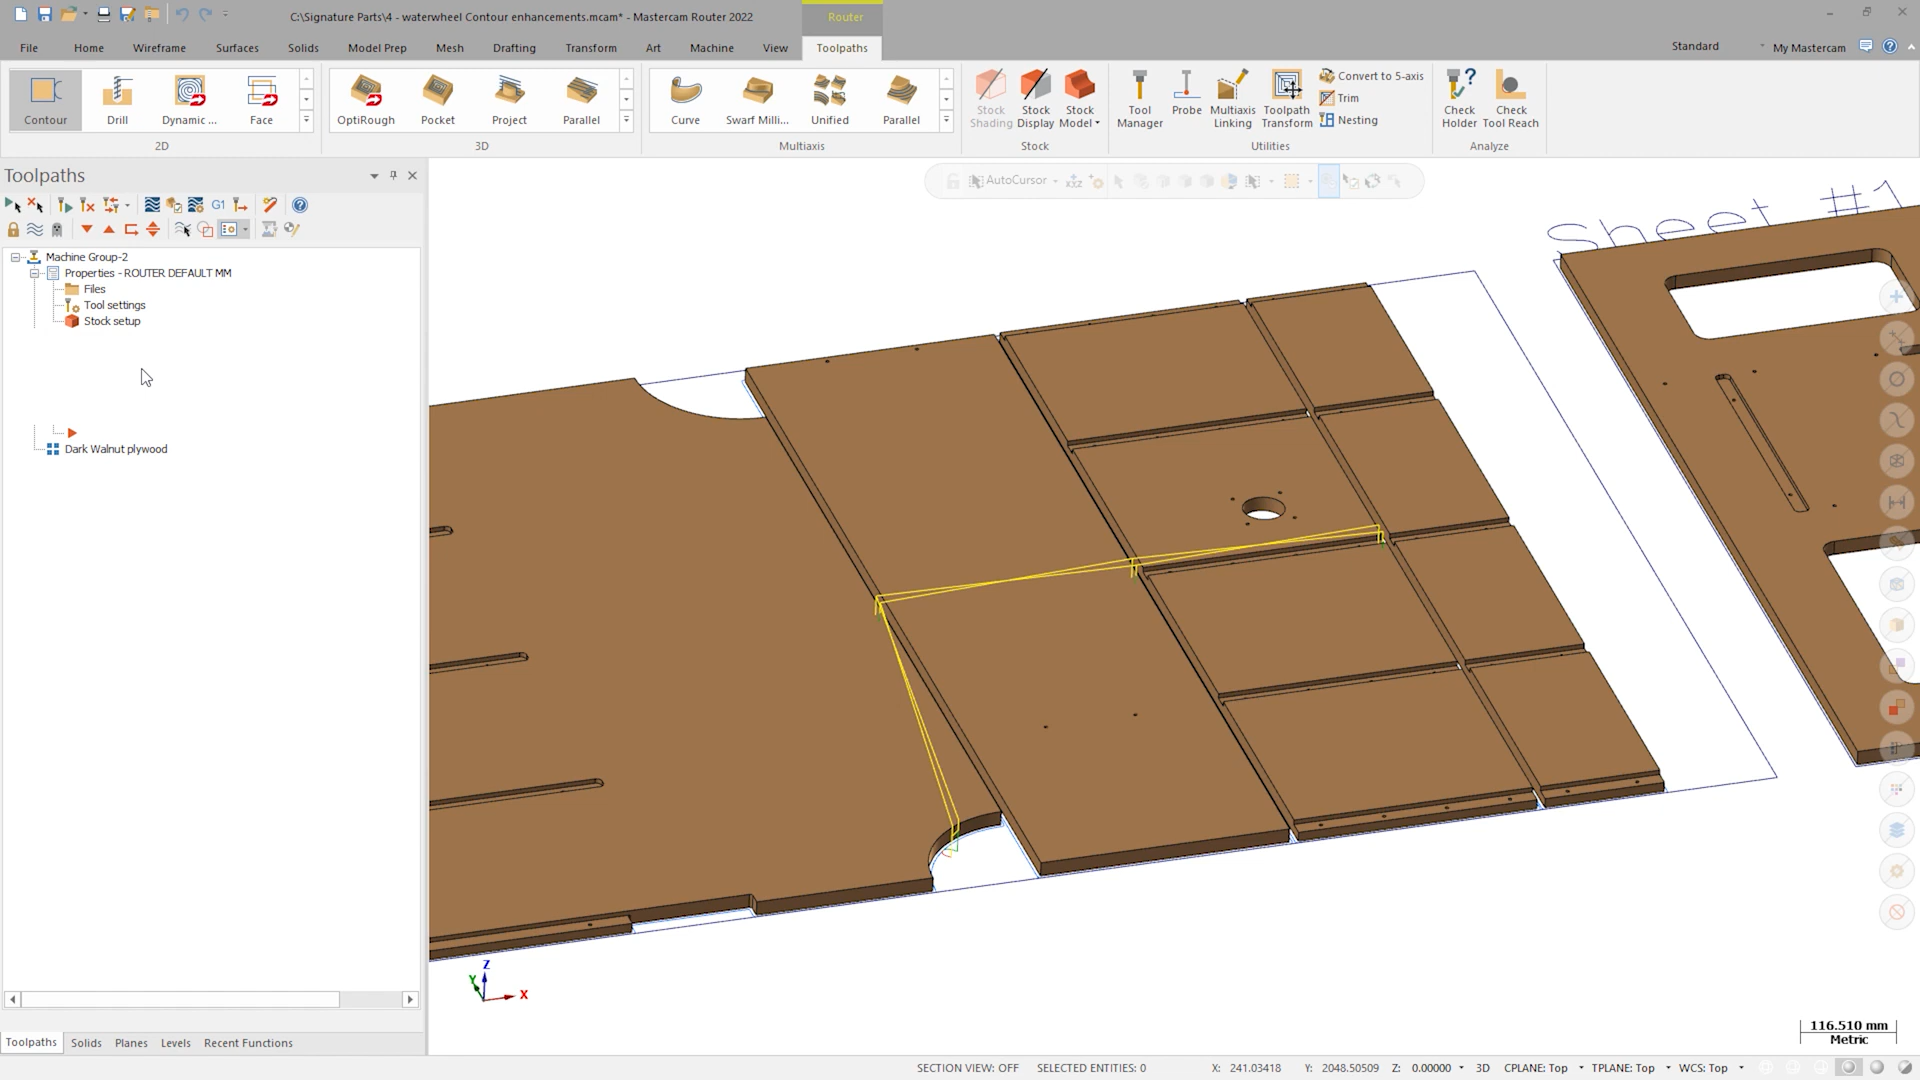 C:\Signature Parts\4 - waterwheel Contour enhancements.mcam* - Mastercam Router 2022
Router
File
Home
Wireframe
Surfaces
Solids
Model Prep
Mesh
Drafting
Transform
Art
Machine
View
Toolpaths
Standard
My Mastercam
Contour
Drill
Dynamic ...
Face
OptiRough
Pocket
Project
Parallel
Curve
Swarf Milli...
Unified
Parallel
Stock Shading
Stock Display
Stock Model
Tool Manager
Probe
Multiaxis Linking
Toolpath Transform
Convert to 5-axis
Trim
Nesting
Check Holder
Check Tool Reach
2D
3D
Multiaxis
Stock
Utilities
Analyze
Toolpaths
AutoCursor
G1
Machine Group-2
Properties - ROUTER DEFAULT MM
Files
Tool settings
Stock setup
Dark Walnut plywood
Sheet #1
Z
Y
X
116.510 mm
Metric
Toolpaths
Solids
Planes
Levels
Recent Functions
SECTION VIEW: OFF
SELECTED ENTITIES: 0
X: 241.03418
Y: 2048.50509
Z: 0.00000
3D
CPLANE: Top
TPLANE: Top
WCS: Top